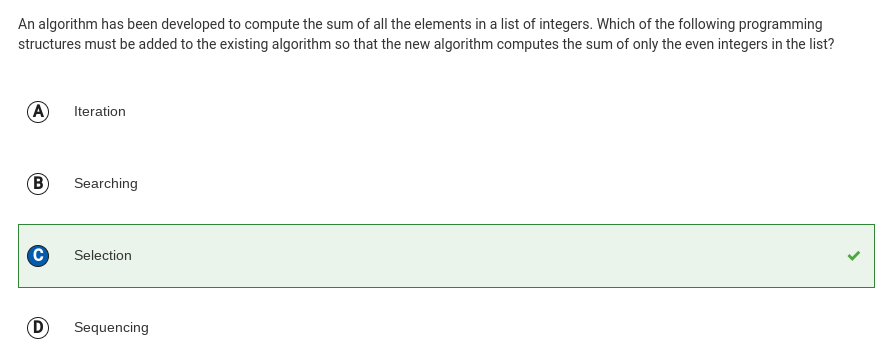 An algorithm has been developed to compute the sum of all the elements in a list of integers. Which of the following programming
structures must be added to the existing algorithm so that the new algorithm computes the sum of only the even integers in the list?
A Iteration
B Searching
C Selection
D Sequencing